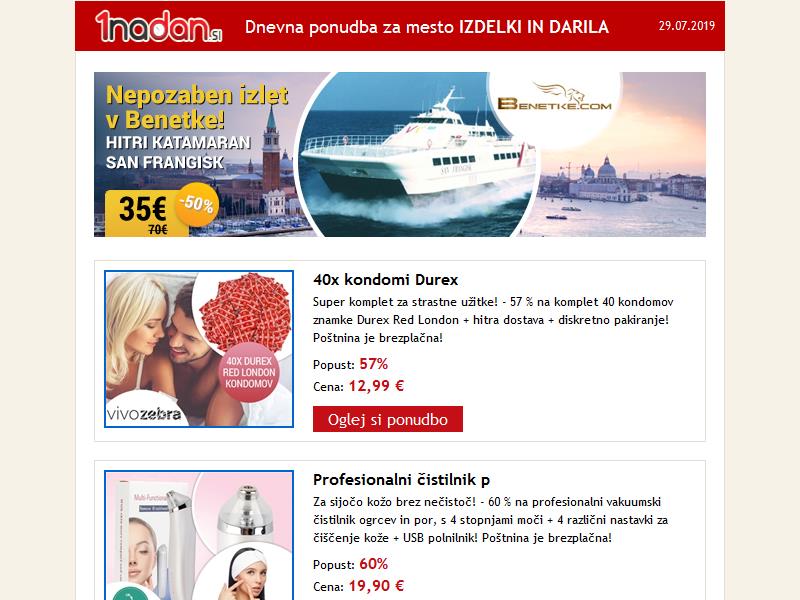 1nadan.si
Dnevna ponudba za mesto IZDELKI IN DARILA
29.07.2019
Nepozaben izlet
v Benetke!
HITRI KATAMARAN
SAN FRANGISK
35€
-50%
70€
BENETKE.COM
SAN FRANGISK
40x kondomi Durex
Super komplet za strastne užitke! - 57 % na komplet 40 kondomov
znamke Durex Red London + hitra dostava + diskretno pakiranje!
Poštnina je brezplačna!
Popust: 57%
Cena: 12,99 €
Oglej si ponudbo
40X DUREX
RED LONDON
KONDOMOV
vivozebra
Profesionalni čistilnik p
Za sijočo kožo brez nečistoč! - 60 % na profesionalni vakuumski
čistilnik ogrcev in por, s 4 stopnjami moči + 4 različni nastavki za
čiščenje kože + USB polnilnik! Poštnina je brezplačna!
Popust: 60%
Cena: 19,90 €
Multi-Functional